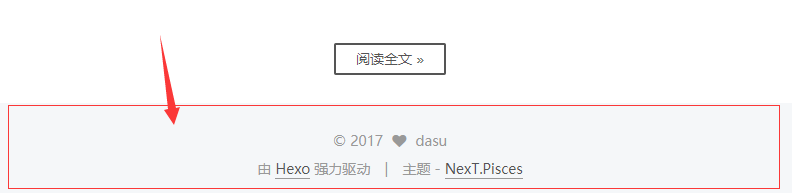 阅读全文 »
© 2017 ♥ dasu
由 Hexo 强力驱动 | 主题 - NexT.Pisces